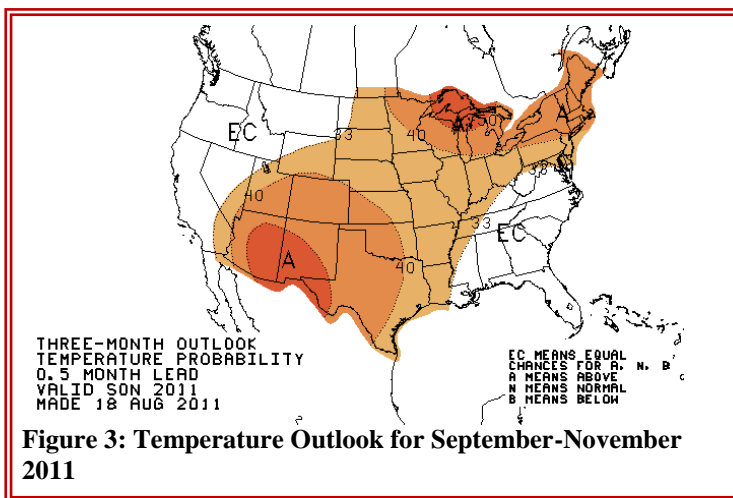 A
50
EC
33
40
A
40
33
33
EC
A
40
THREE-MONTH OUTLOOK
TEMPERATURE PROBABILITY
0.5 MONTH LEAD
VALID SON 2011
MADE 18 AUG 2011
EC MEANS EQUAL
CHANCES FOR A, N, B
A MEANS ABOVE
N MEANS NORMAL
B MEANS BELOW
Figure 3: Temperature Outlook for September-November
2011